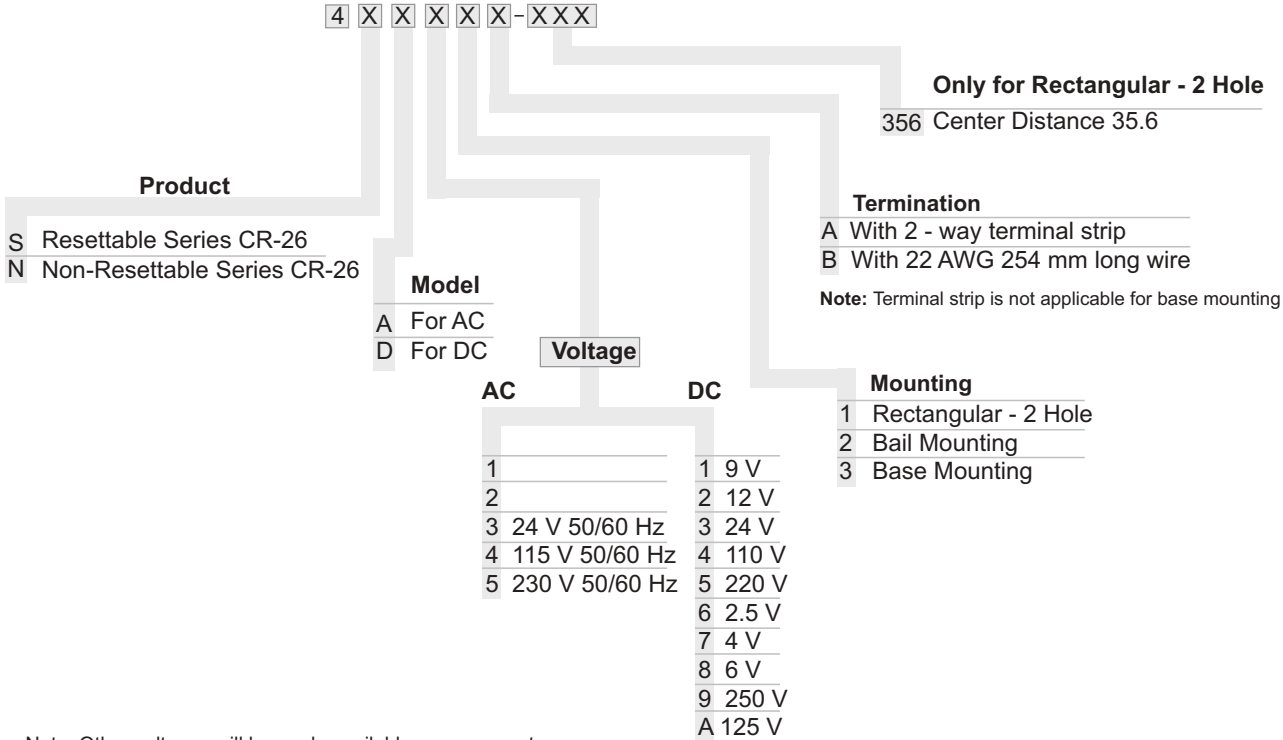 4 X X X X X - X X X
Only for Rectangular - 2 Hole
356 Center Distance 35.6
Product
S Resettable Series CR-26
N Non-Resettable Series CR-26
Termination
A With 2 - way terminal strip
B With 22 AWG 254 mm long wire
Note: Terminal strip is not applicable for base mounting
Model
A For AC
D For DC
Voltage
AC
1
2
3 24 V 50/60 Hz
4 115 V 50/60 Hz
5 230 V 50/60 Hz
DC
1 9 V
2 12 V
3 24 V
4 110 V
5 220 V
6 2.5 V
7 4 V
8 6 V
9 250 V
A 125 V
Mounting
1 Rectangular - 2 Hole
2 Bail Mounting
3 Base Mounting